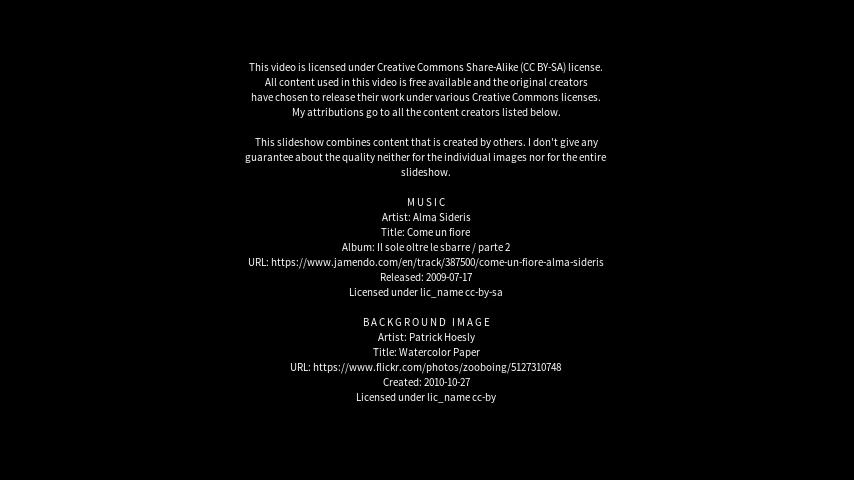 This video is licensed under Creative Commons Share-Alike (CC BY-SA) license.
All content used in this video is free available and the original creators
have chosen to release their work under various Creative Commons licenses.
My attributions go to all the content creators listed below.
This slideshow combines content that is created by others. I don't give any
guarantee about the quality neither for the individual images nor for the entire
slideshow.
MUSIC
Artist: Alma Sideris
Title: Come un fiore
Album: Il sole oltre le sbarre / parte 2
URL: https://www.jamendo.com/en/track/387500/come-un-fiore-alma-sideris
Released: 2009-07-17
Licensed under lic_name cc-by-sa
BACKGROUND IMAGE
Artist: Patrick Hoesly
Title: Watercolor Paper
URL: https://www.flickr.com/photos/zooboing/5127310748
Created: 2010-10-27
Licensed under lic_name cc-by